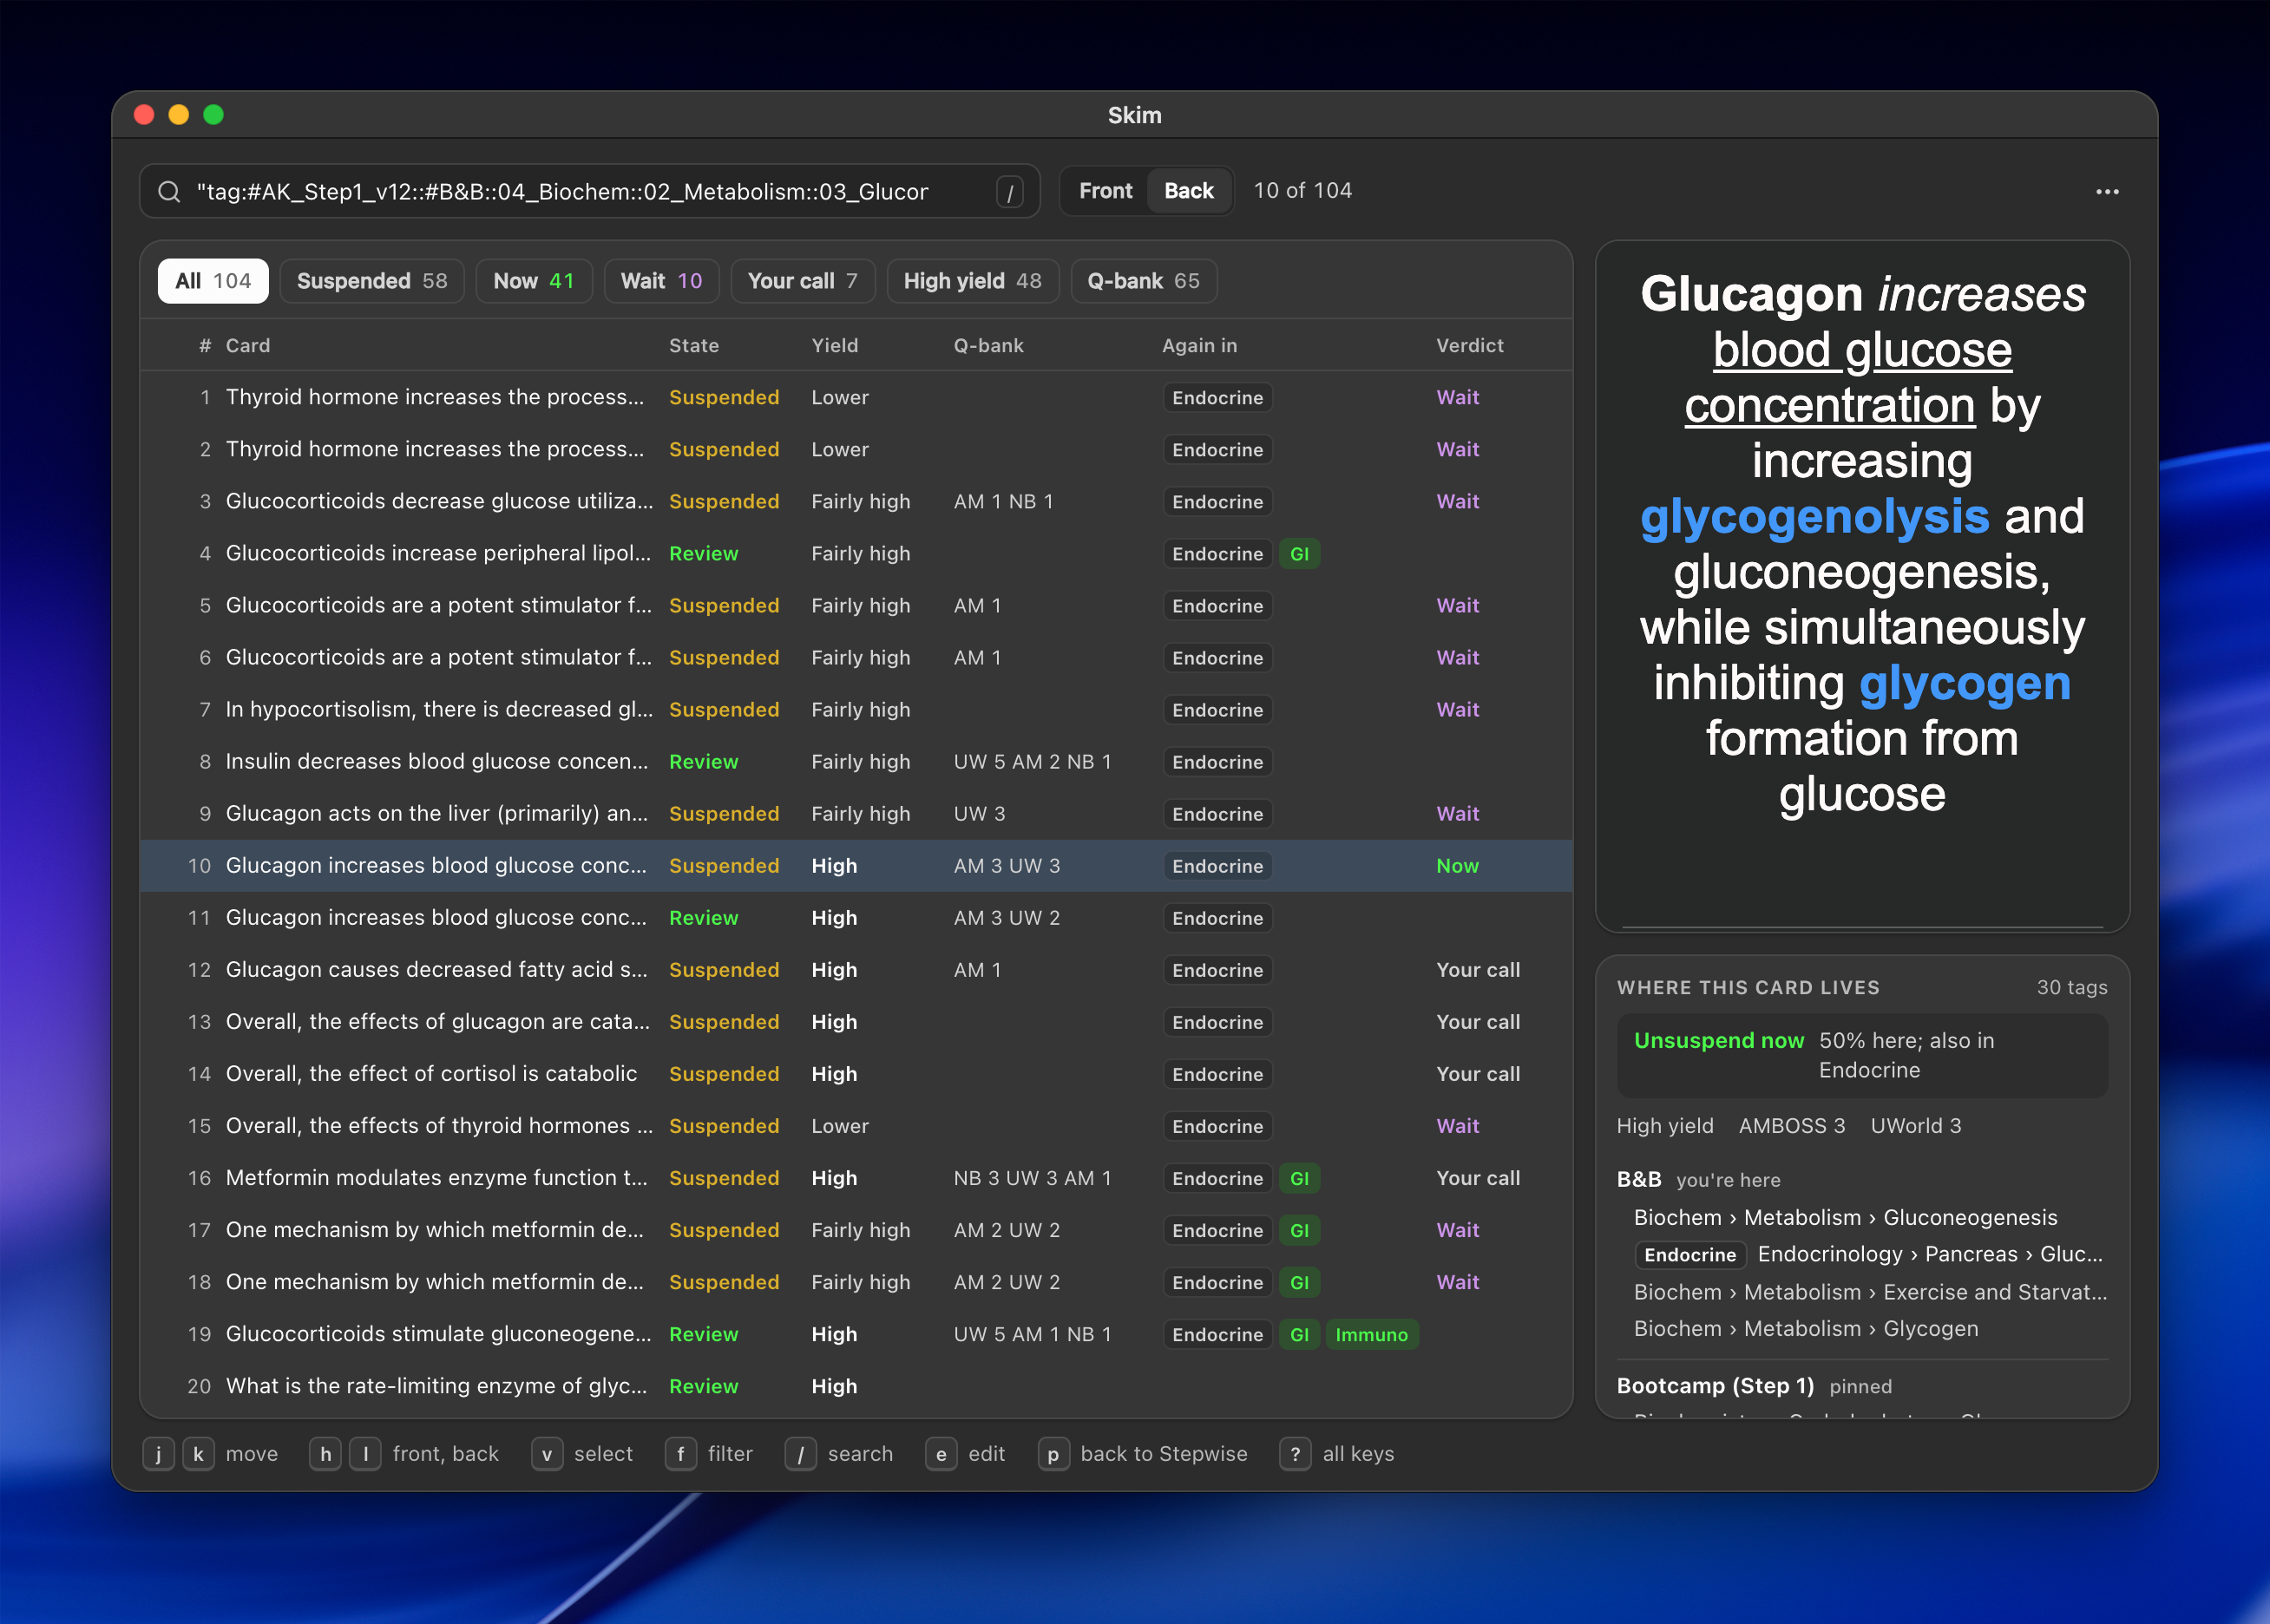 Skim
"tag:#AK_Step1_v12::#B&B::04_Biochem::02_Metabolism::03_Glucor /
Front Back 10 of 104 ...
All 104 Suspended 58 Now 41 Wait 10 Your call 7 High yield 48 Q-bank 65
# Card State Yield Q-bank Again in Verdict
1 Thyroid hormone increases the process... Suspended Lower Endocrine Wait
2 Thyroid hormone increases the process... Suspended Lower Endocrine Wait
3 Glucocorticoids decrease glucose utiliza... Suspended Fairly high AM 1 NB 1 Endocrine Wait
4 Glucocorticoids increase peripheral lipol... Review Fairly high Endocrine GI
5 Glucocorticoids are a potent stimulator f... Suspended Fairly high AM 1 Endocrine Wait
6 Glucocorticoids are a potent stimulator f... Suspended Fairly high AM 1 Endocrine Wait
7 In hypocortisolism, there is decreased gl... Suspended Fairly high Endocrine Wait
8 Insulin decreases blood glucose concen... Review Fairly high UW 5 AM 2 NB 1 Endocrine
9 Glucagon acts on the liver (primarily) an... Suspended Fairly high UW 3 Endocrine Wait
10 Glucagon increases blood glucose conc... Suspended High AM 3 UW 3 Endocrine Now
11 Glucagon increases blood glucose conc... Review High AM 3 UW 2 Endocrine
12 Glucagon causes decreased fatty acid s... Suspended High AM 1 Endocrine Your call
13 Overall, the effects of glucagon are cata... Suspended High Endocrine Your call
14 Overall, the effect of cortisol is catabolic Suspended High Endocrine Your call
15 Overall, the effects of thyroid hormones ... Suspended Lower Endocrine Wait
16 Metformin modulates enzyme function t... Suspended High NB 3 UW 3 AM 1 Endocrine GI Your call
17 One mechanism by which metformin de... Suspended Fairly high AM 2 UW 2 Endocrine GI Wait
18 One mechanism by which metformin de... Suspended Fairly high AM 2 UW 2 Endocrine GI Wait
19 Glucocorticoids stimulate gluconeogene... Review High UW 5 AM 1 NB 1 Endocrine GI Immuno
20 What is the rate-limiting enzyme of glyc... Review High
Glucagon increases
blood glucose
concentration by
increasing
glycogenolysis and
gluconeogenesis,
while simultaneously
inhibiting glycogen
formation from
glucose
WHERE THIS CARD LIVES 30 tags
Unsuspend now 50% here; also in
Endocrine
High yield AMBOSS 3 UWorld 3
B&B you're here
Biochem › Metabolism › Gluconeogenesis
Endocrine Endocrinology › Pancreas › Gluc...
Biochem › Metabolism › Exercise and Starvat...
Biochem › Metabolism › Glycogen
Bootcamp (Step 1) pinned
j k move h l front, back v select f filter / search e edit p back to Stepwise ? all keys